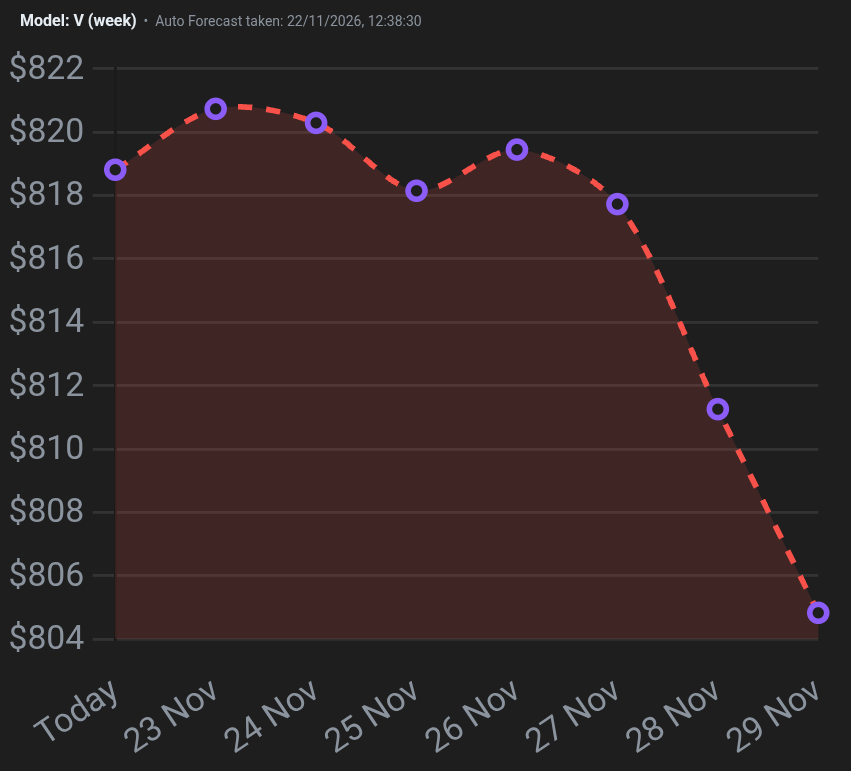 Model: V (week) • Auto Forecast taken: 22/11/2026, 12:38:30
$822
$820
$818
$816
$814
$812
$810
$808
$806
$804
Today
23 Nov
24 Nov
25 Nov
26 Nov
27 Nov
28 Nov
29 Nov